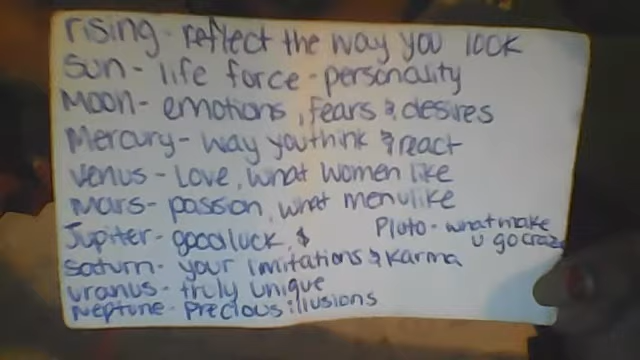 rising - reflect the way you look
Sun - life force - personality
Moon - emotions, fears & desires
Mercury - way you think & react
Venus - Love, what women like
Mars - passion, what men u like
Jupiter - good luck, $
Pluto - what make
u go craz
Saturn - your limitations & karma
Uranus - truly unique
Neptune - Precious illusions